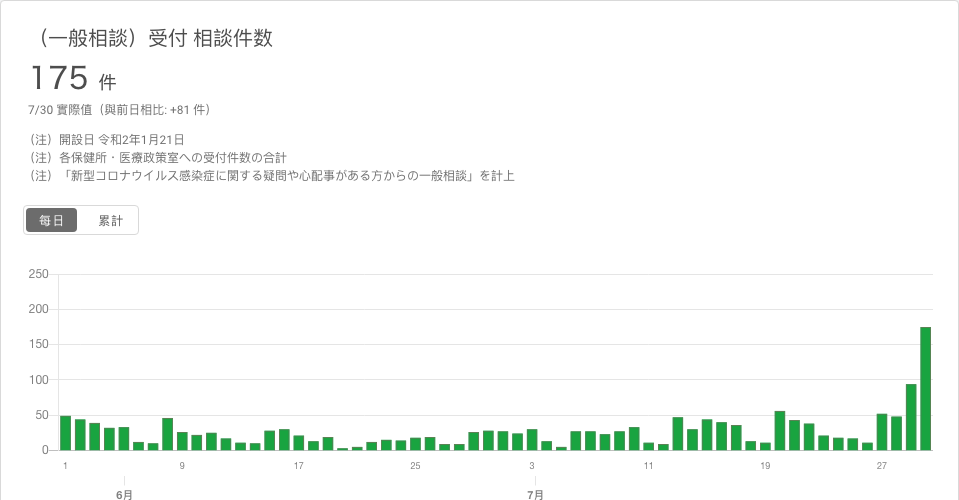 （一般相談）受付 相談件数
175 件
7/30 實際值（與前日相比: +81 件）
（注）開設日 令和2年1月21日
（注）各保健所・医療政策室への受付件数の合計
（注）「新型コロナウイルス感染症に関する疑問や心配事がある方からの一般相談」を計上
每日 累計
250
200
150
100
50
0
1 9 17 25 3 11 19 27
6月 7月